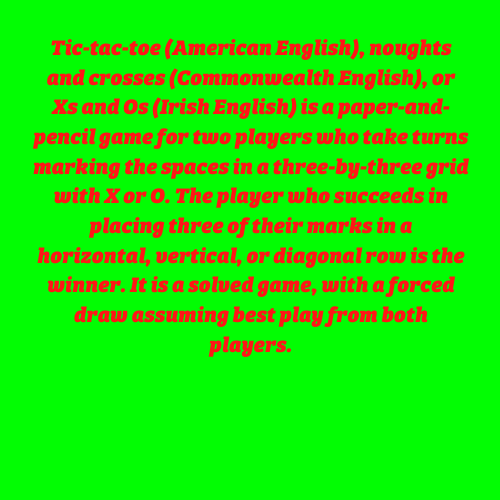 Tic-tac-toe (American English), noughts
and crosses (Commonwealth English), or
Xs and Os (Irish English) is a paper-and-
pencil game for two players who take turns
marking the spaces in a three-by-three grid
with X or O. The player who succeeds in
placing three of their marks in a
horizontal, vertical, or diagonal row is the
winner. It is a solved game, with a forced
draw assuming best play from both
players.